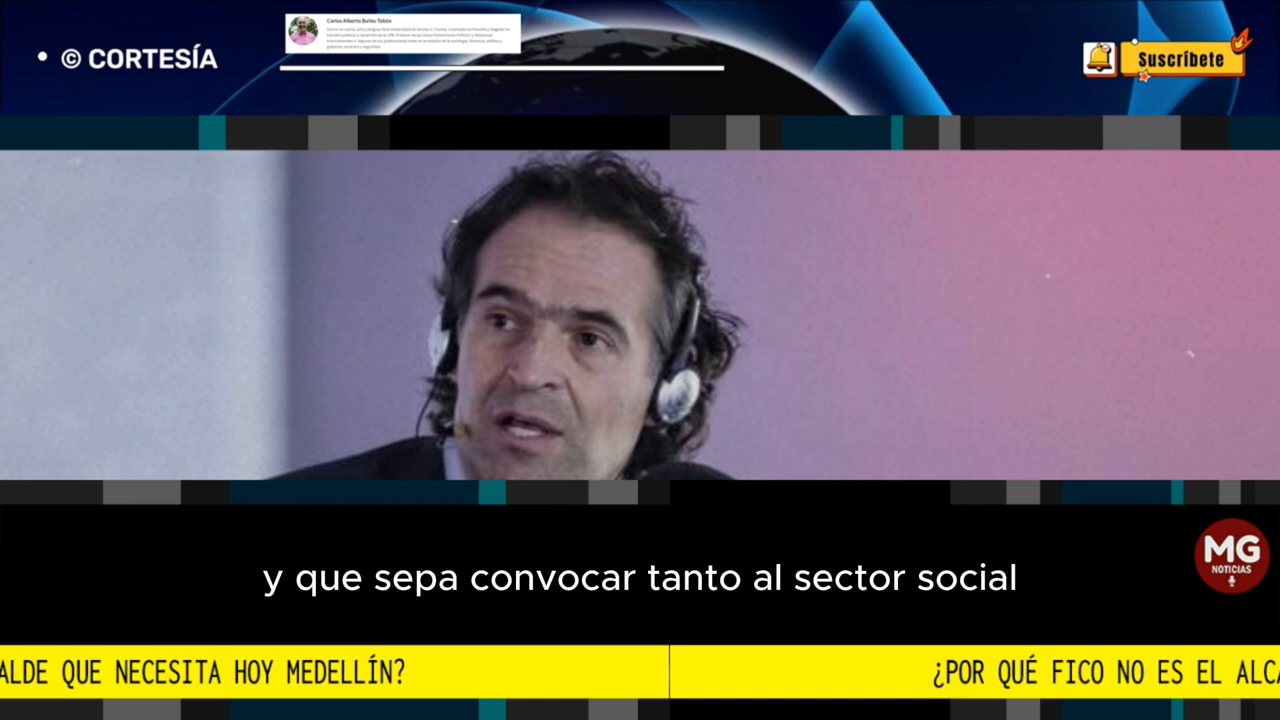 • © CORTESÍA
Carlos Alberto Builes Tobón
Suscríbete
y que sepa convocar tanto al sector social
MG
NOTICIAS
ALDE QUE NECESITA HOY MEDELLÍN?
¿POR QUÉ FICO NO ES EL ALCA